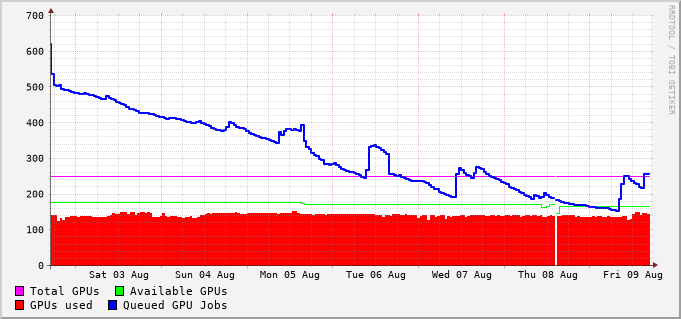 700
600
500
400
300
200
100
0
Sat 03 Aug Sun 04 Aug Mon 05 Aug Tue 06 Aug Wed 07 Aug Thu 08 Aug Fri 09 Aug
Total GPUs Available GPUs
GPUs used Queued GPU Jobs
RRDTOOL / TOBI OETIKER